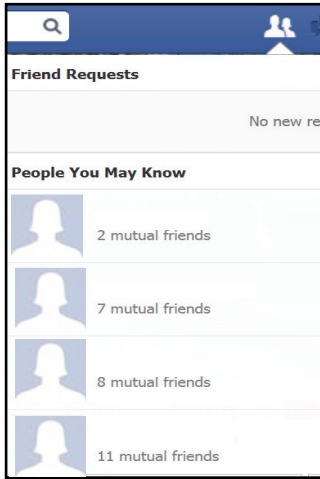 Friend Requests
No new re
People You May Know
2 mutual friends
7 mutual friends
8 mutual friends
11 mutual friends